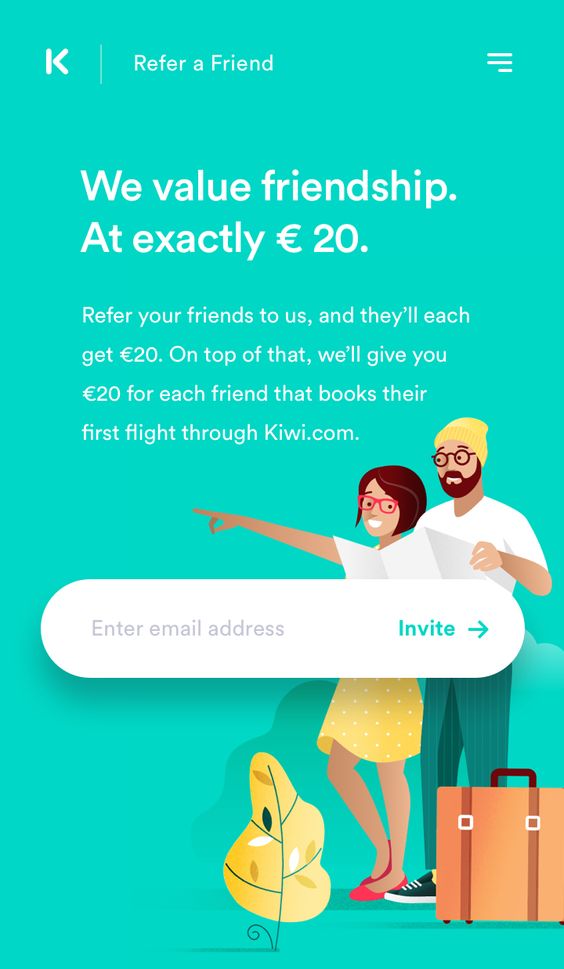 K
Refer a Friend
We value friendship.
At exactly € 20.
Refer your friends to us, and they’ll each
get €20. On top of that, we’ll give you
€20 for each friend that books their
first flight through Kiwi.com.
Enter email address
Invite